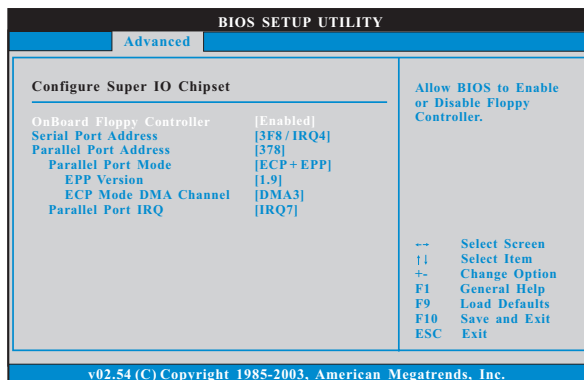 BIOS SETUP UTILITY
Advanced
Configure Super IO Chipset
OnBoard Floppy Controller [Enabled]
Serial Port Address [3F8 / IRQ4]
Parallel Port Address [378]
Parallel Port Mode [ECP + EPP]
EPP Version [1.9]
ECP Mode DMA Channel [DMA3]
Parallel Port IRQ [IRQ7]
Allow BIOS to Enable
or Disable Floppy
Controller.
←→ Select Screen
↑↓ Select Item
+- Change Option
F1 General Help
F9 Load Defaults
F10 Save and Exit
ESC Exit
v02.54 (C) Copyright 1985-2003, American Megatrends, Inc.